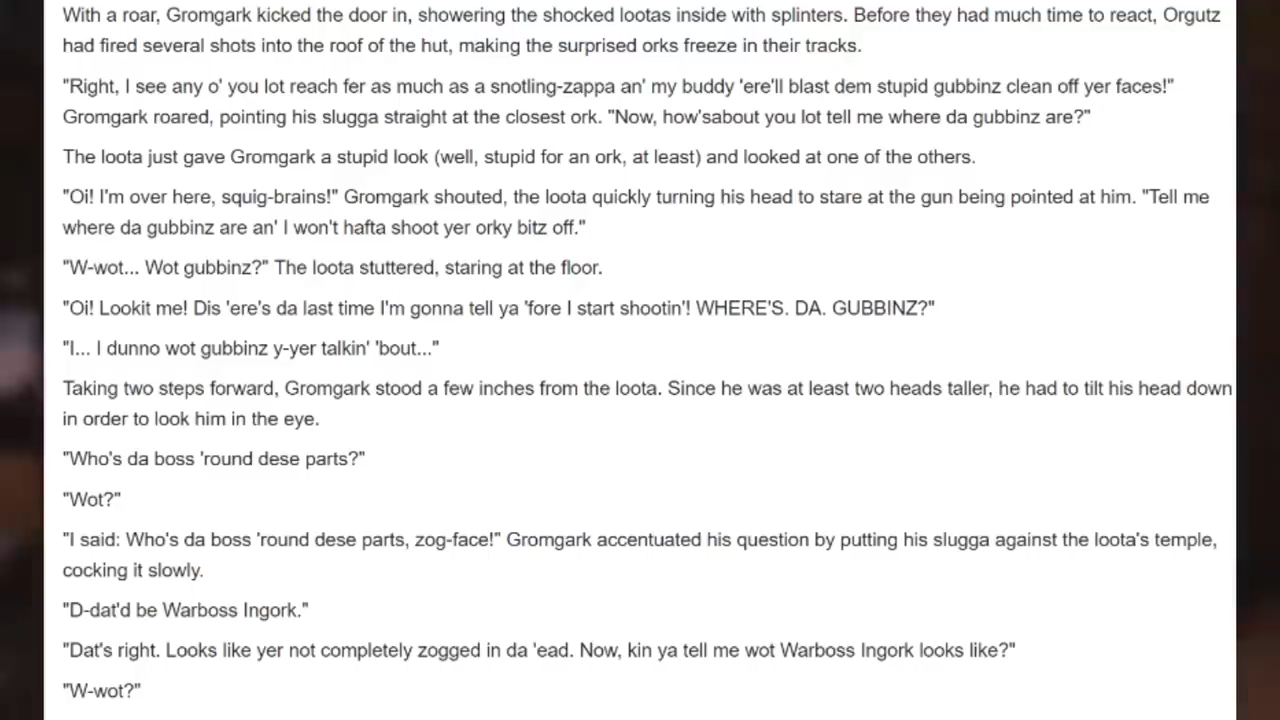 With a roar, Gromgark kicked the door in, showering the shocked lootas inside with splinters. Before they had much time to react, Orgutz
had fired several shots into the roof of the hut, making the surprised orks freeze in their tracks.
"Right, I see any o' you lot reach fer as much as a snotling-zappa an' my buddy 'ere'll blast dem stupid gubbinz clean off yer faces!"
Gromgark roared, pointing his slugga straight at the closest ork. "Now, how'sabout you lot tell me where da gubbinz are?"
The loota just gave Gromgark a stupid look (well, stupid for an ork, at least) and looked at one of the others.
"Oi! I'm over here, squig-brains!" Gromgark shouted, the loota quickly turning his head to stare at the gun being pointed at him. "Tell me
where da gubbinz are an' I won't hafta shoot yer orky bitz off."
"W-wot... Wot gubbinz?" The loota stuttered, staring at the floor.
"Oi! Lookit me! Dis 'ere's da last time I'm gonna tell ya 'fore I start shootin'! WHERE'S. DA. GUBBINZ?"
"I... I dunno wot gubbinz y-yer talkin' 'bout..."
Taking two steps forward, Gromgark stood a few inches from the loota. Since he was at least two heads taller, he had to tilt his head down
in order to look him in the eye.
"Who's da boss 'round dese parts?"
"Wot?"
"I said: Who's da boss 'round dese parts, zog-face!" Gromgark accentuated his question by putting his slugga against the loota's temple,
cocking it slowly.
"D-dat'd be Warboss Ingork."
"Dat's right. Looks like yer not completely zogged in da 'ead. Now, kin ya tell me wot Warboss Ingork looks like?"
"W-wot?"